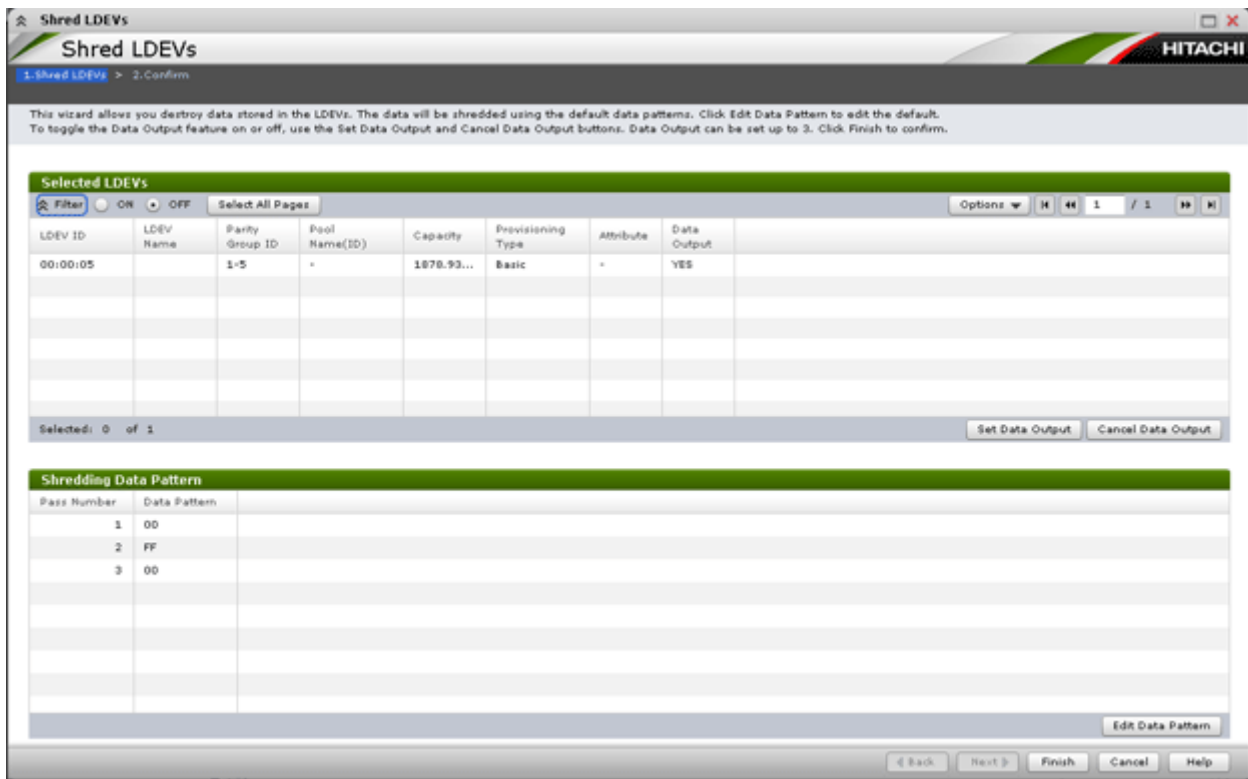 Shred LDEVs
Shred LDEVs
HITACHI
1.Shred LDEVs > 2.Confirm
This wizard allows you destroy data stored in the LDEVs. The data will be shredded using the default data patterns. Click Edit Data Pattern to edit the default.
To toggle the Data Output feature on or off, use the Set Data Output and Cancel Data Output buttons. Data Output can be set up to 3. Click Finish to confirm.
Selected LDEVs
Filter ON OFF Select All Pages Options 1 / 1
LDEV ID LDEV Name Parity Group ID Pool Name(ID) Capacity Provisioning Type Attribute Data Output
00:00:05 1-5 - 1878.93... Basic - YES
Selected: 0 of 1 Set Data Output Cancel Data Output
Shredding Data Pattern
Pass Number Data Pattern
1 00
2 FF
3 00
Edit Data Pattern
Back Next Finish Cancel Help